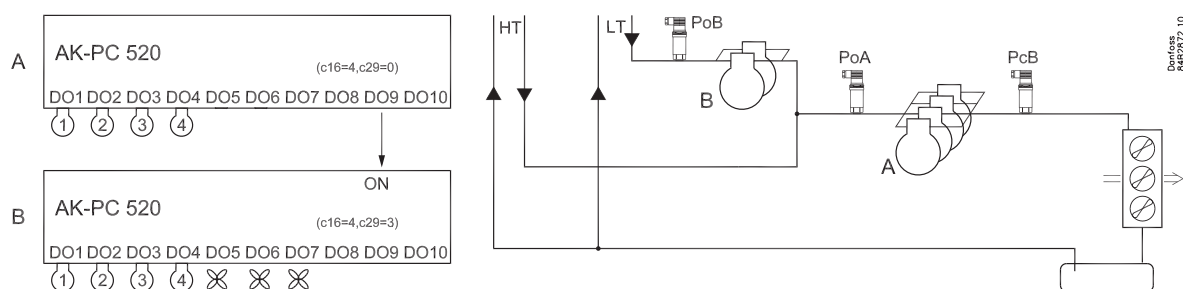 A
AK-PC 520
(c16=4,c29=0)
DO1 DO2 DO3 DO4 DO5 DO6 DO7 DO8 DO9 DO10
1 2 3 4
ON
B
AK-PC 520
(c16=4,c29=3)
DO1 DO2 DO3 DO4 DO5 DO6 DO7 DO8 DO9 DO10
1 2 3 4
HT
LT
PoB
B
PoA
A
PcB
Danfoss
84B2872.10